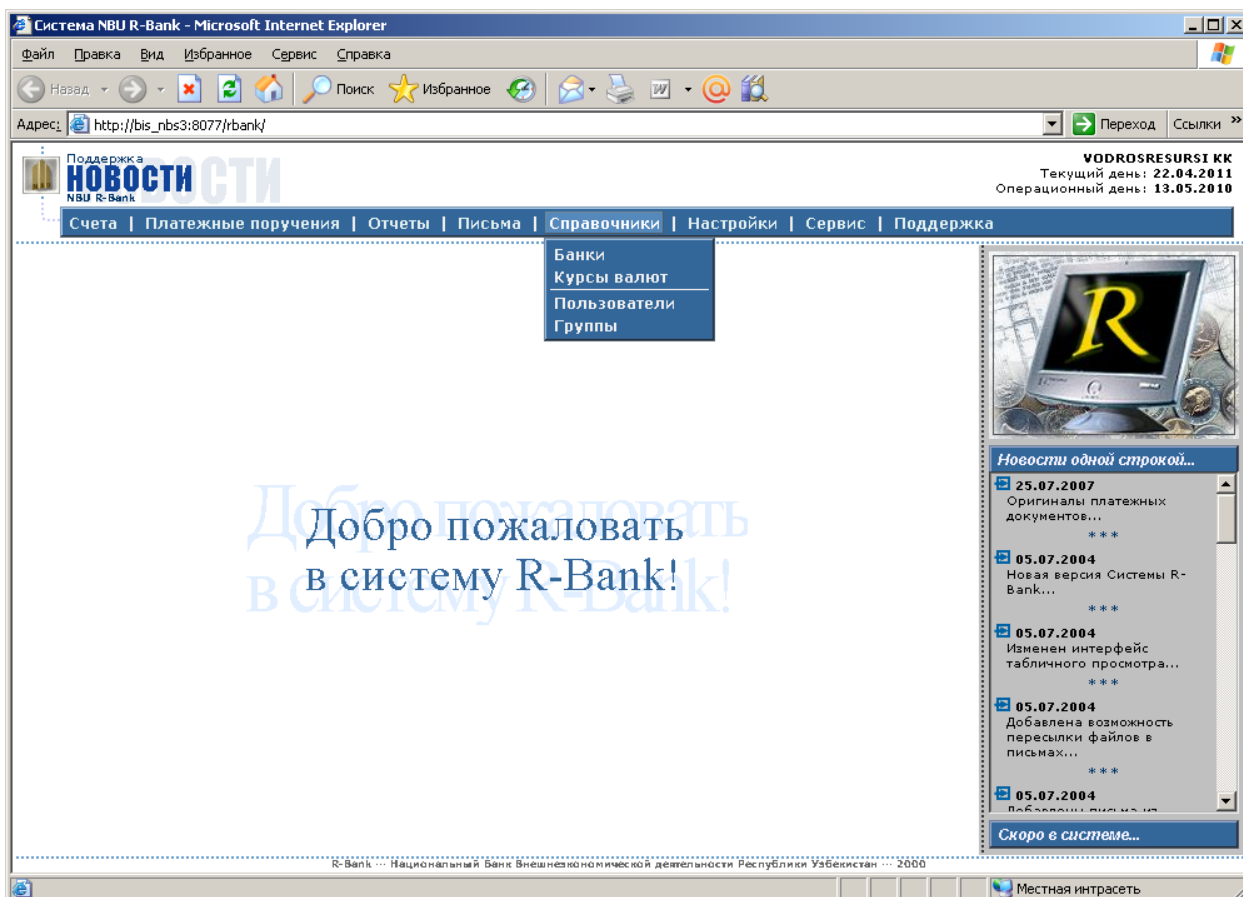 Система NBU R-Bank - Microsoft Internet Explorer
Файл Правка Вид Избранное Сервис Справка
Назад Поиск Избранное
Адрес: http://bis_nbs3:8077/rbank/ Переход Ссылки »
Поддержка
НОВОСТИ
NBU R-Bank
VODROSRESURSI KK
Текущий день: 22.04.2011
Операционный день: 13.05.2010
Счета | Платежные поручения | Отчеты | Письма | Справочники | Настройки | Сервис | Поддержка
Банки
Курсы валют
Пользователи
Группы
R
Добро пожаловать
в систему R-Bank!
Новости одной строкой...
25.07.2007
Оригиналы платежных
документов...
***
05.07.2004
Новая версия Системы R-
Bank...
***
05.07.2004
Изменен интерфейс
табличного просмотра...
***
05.07.2004
Добавлена возможность
пересылки файлов в
письмах...
***
05.07.2004
Скоро в системе...
R-Bank ··· Национальный Банк Внешнеэкономической деятельности Республики Узбекистан ··· 2000
Местная интрасеть